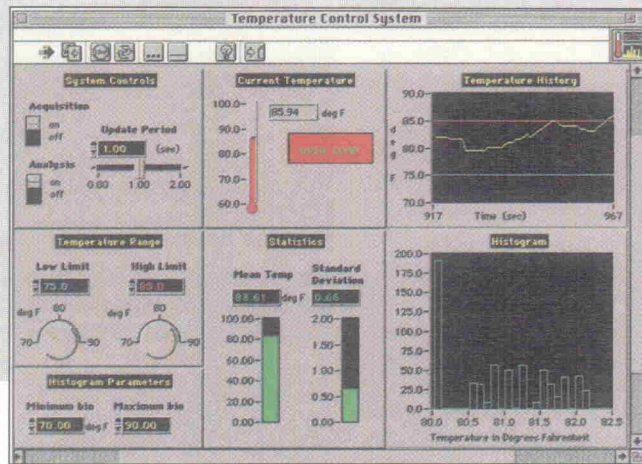 Temperature Control System
System Controls
Acquisition
on
off
Update Period
1.00 (sec)
0.00 1.00 2.00
Analysis
on
off
Current Temperature
100.0
90.0
80.0
70.0
60.0
85.94 deg F
OVER TEMP
Temperature History
90.0
85.0
80.0
75.0
70.0
deg F
917 Time (sec) 967
Temperature Range
Low Limit High Limit
75.0 85.0
deg F 70 80 90
deg F 70 80 90
Histogram Parameters
Minimum bin Maximum bin
70.00 deg F 90.00
Statistics
Mean Temp Standard Deviation
deg F 0.66
100.00
80.00
60.00
40.00
20.00
0.00
2.00
1.50
1.00
0.50
0.00
Histogram
200.0
175.0
150.0
125.0
100.0
75.0
50.0
25.0
0.0
80.0 80.5 81.0 81.5 82.0 82.5
Temperature in Degrees Fahrenheit